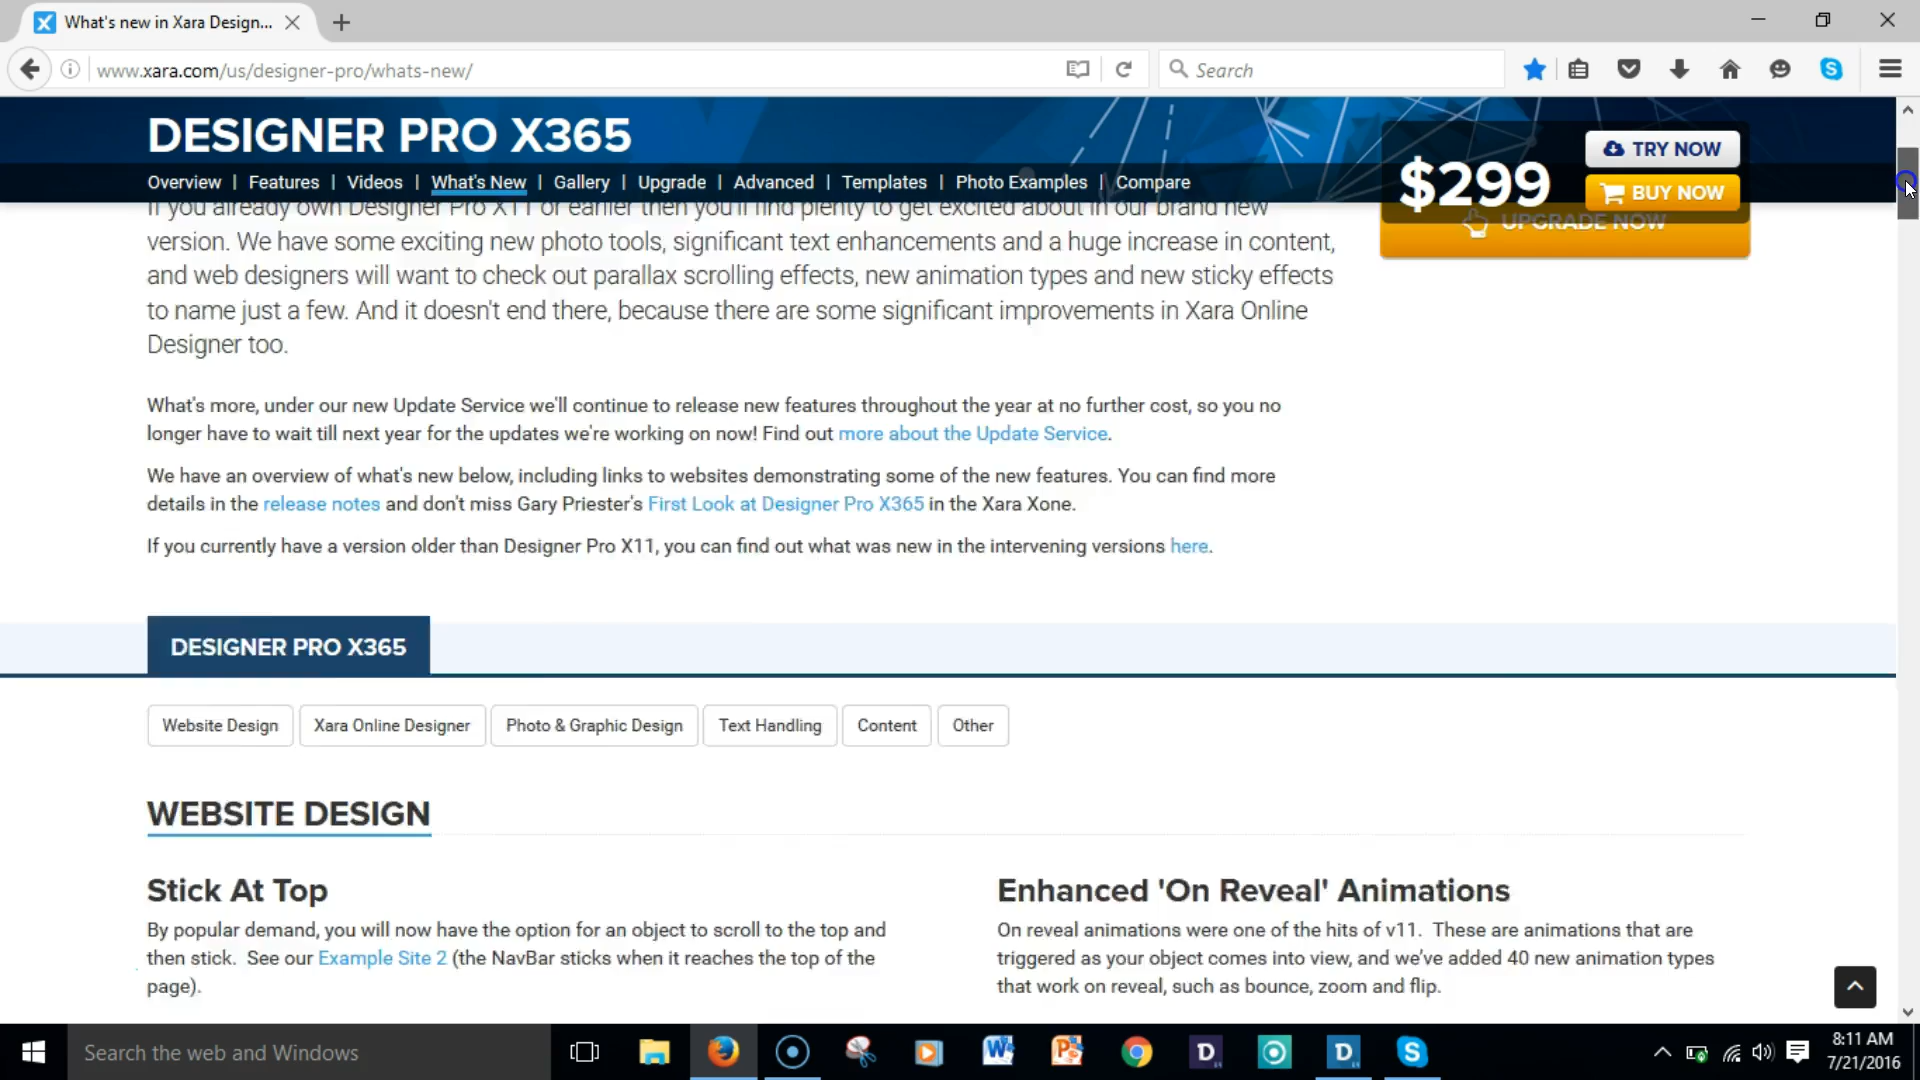 What's new in Xara Design...
www.xara.com/us/designer-pro/whats-new/
Search
DESIGNER PRO X365
$299
TRY NOW
BUY NOW
UPGRADE NOW
Overview | Features | Videos | What's New | Gallery | Upgrade | Advanced | Templates | Photo Examples | Compare
If you already own Designer Pro X11 or earlier then you'll find plenty to get excited about in our brand new
version. We have some exciting new photo tools, significant text enhancements and a huge increase in content,
and web designers will want to check out parallax scrolling effects, new animation types and new sticky effects
to name just a few. And it doesn't end there, because there are some significant improvements in Xara Online
Designer too.
What's more, under our new Update Service we'll continue to release new features throughout the year at no further cost, so you no
longer have to wait till next year for the updates we're working on now! Find out more about the Update Service.
We have an overview of what's new below, including links to websites demonstrating some of the new features. You can find more
details in the release notes and don't miss Gary Priester's First Look at Designer Pro X365 in the Xara Xone.
If you currently have a version older than Designer Pro X11, you can find out what was new in the intervening versions here.
DESIGNER PRO X365
Website Design Xara Online Designer Photo & Graphic Design Text Handling Content Other
WEBSITE DESIGN
Stick At Top
By popular demand, you will now have the option for an object to scroll to the top and
then stick.  See our Example Site 2 (the NavBar sticks when it reaches the top of the
page).
Enhanced 'On Reveal' Animations
On reveal animations were one of the hits of v11.  These are animations that are
triggered as your object comes into view, and we've added 40 new animation types
that work on reveal, such as bounce, zoom and flip.
Search the web and Windows
8:11 AM
7/21/2016